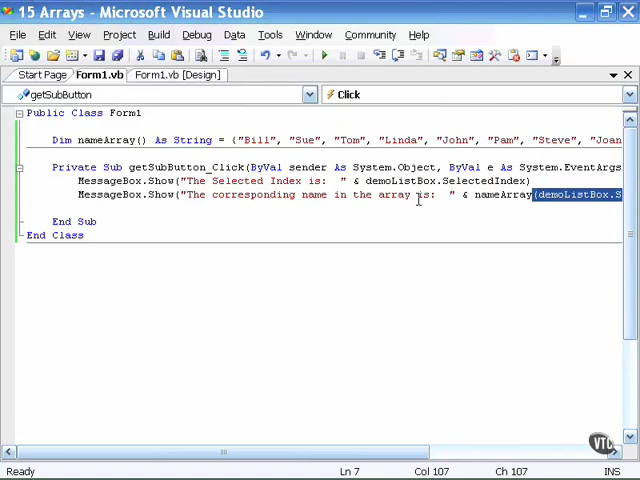 15 Arrays - Microsoft Visual Studio
File Edit View Project Build Debug Data Tools Window Community Help
Start Page Form1.vb Form1.vb [Design]
getSubButton Click
Public Class Form1
Dim nameArray() As String = {"Bill", "Sue", "Tom", "Linda", "John", "Pam", "Steve", "Joan
Private Sub getSubButton_Click(ByVal sender As System.Object, ByVal e As System.EventArgs
MessageBox.Show("The Selected Index is: " & demoListBox.SelectedIndex)
MessageBox.Show("The corresponding name in the array is: " & nameArray(demoListBox.S
End Sub
End Class
VTC
Ready Ln 7 Col 107 Ch 107 INS